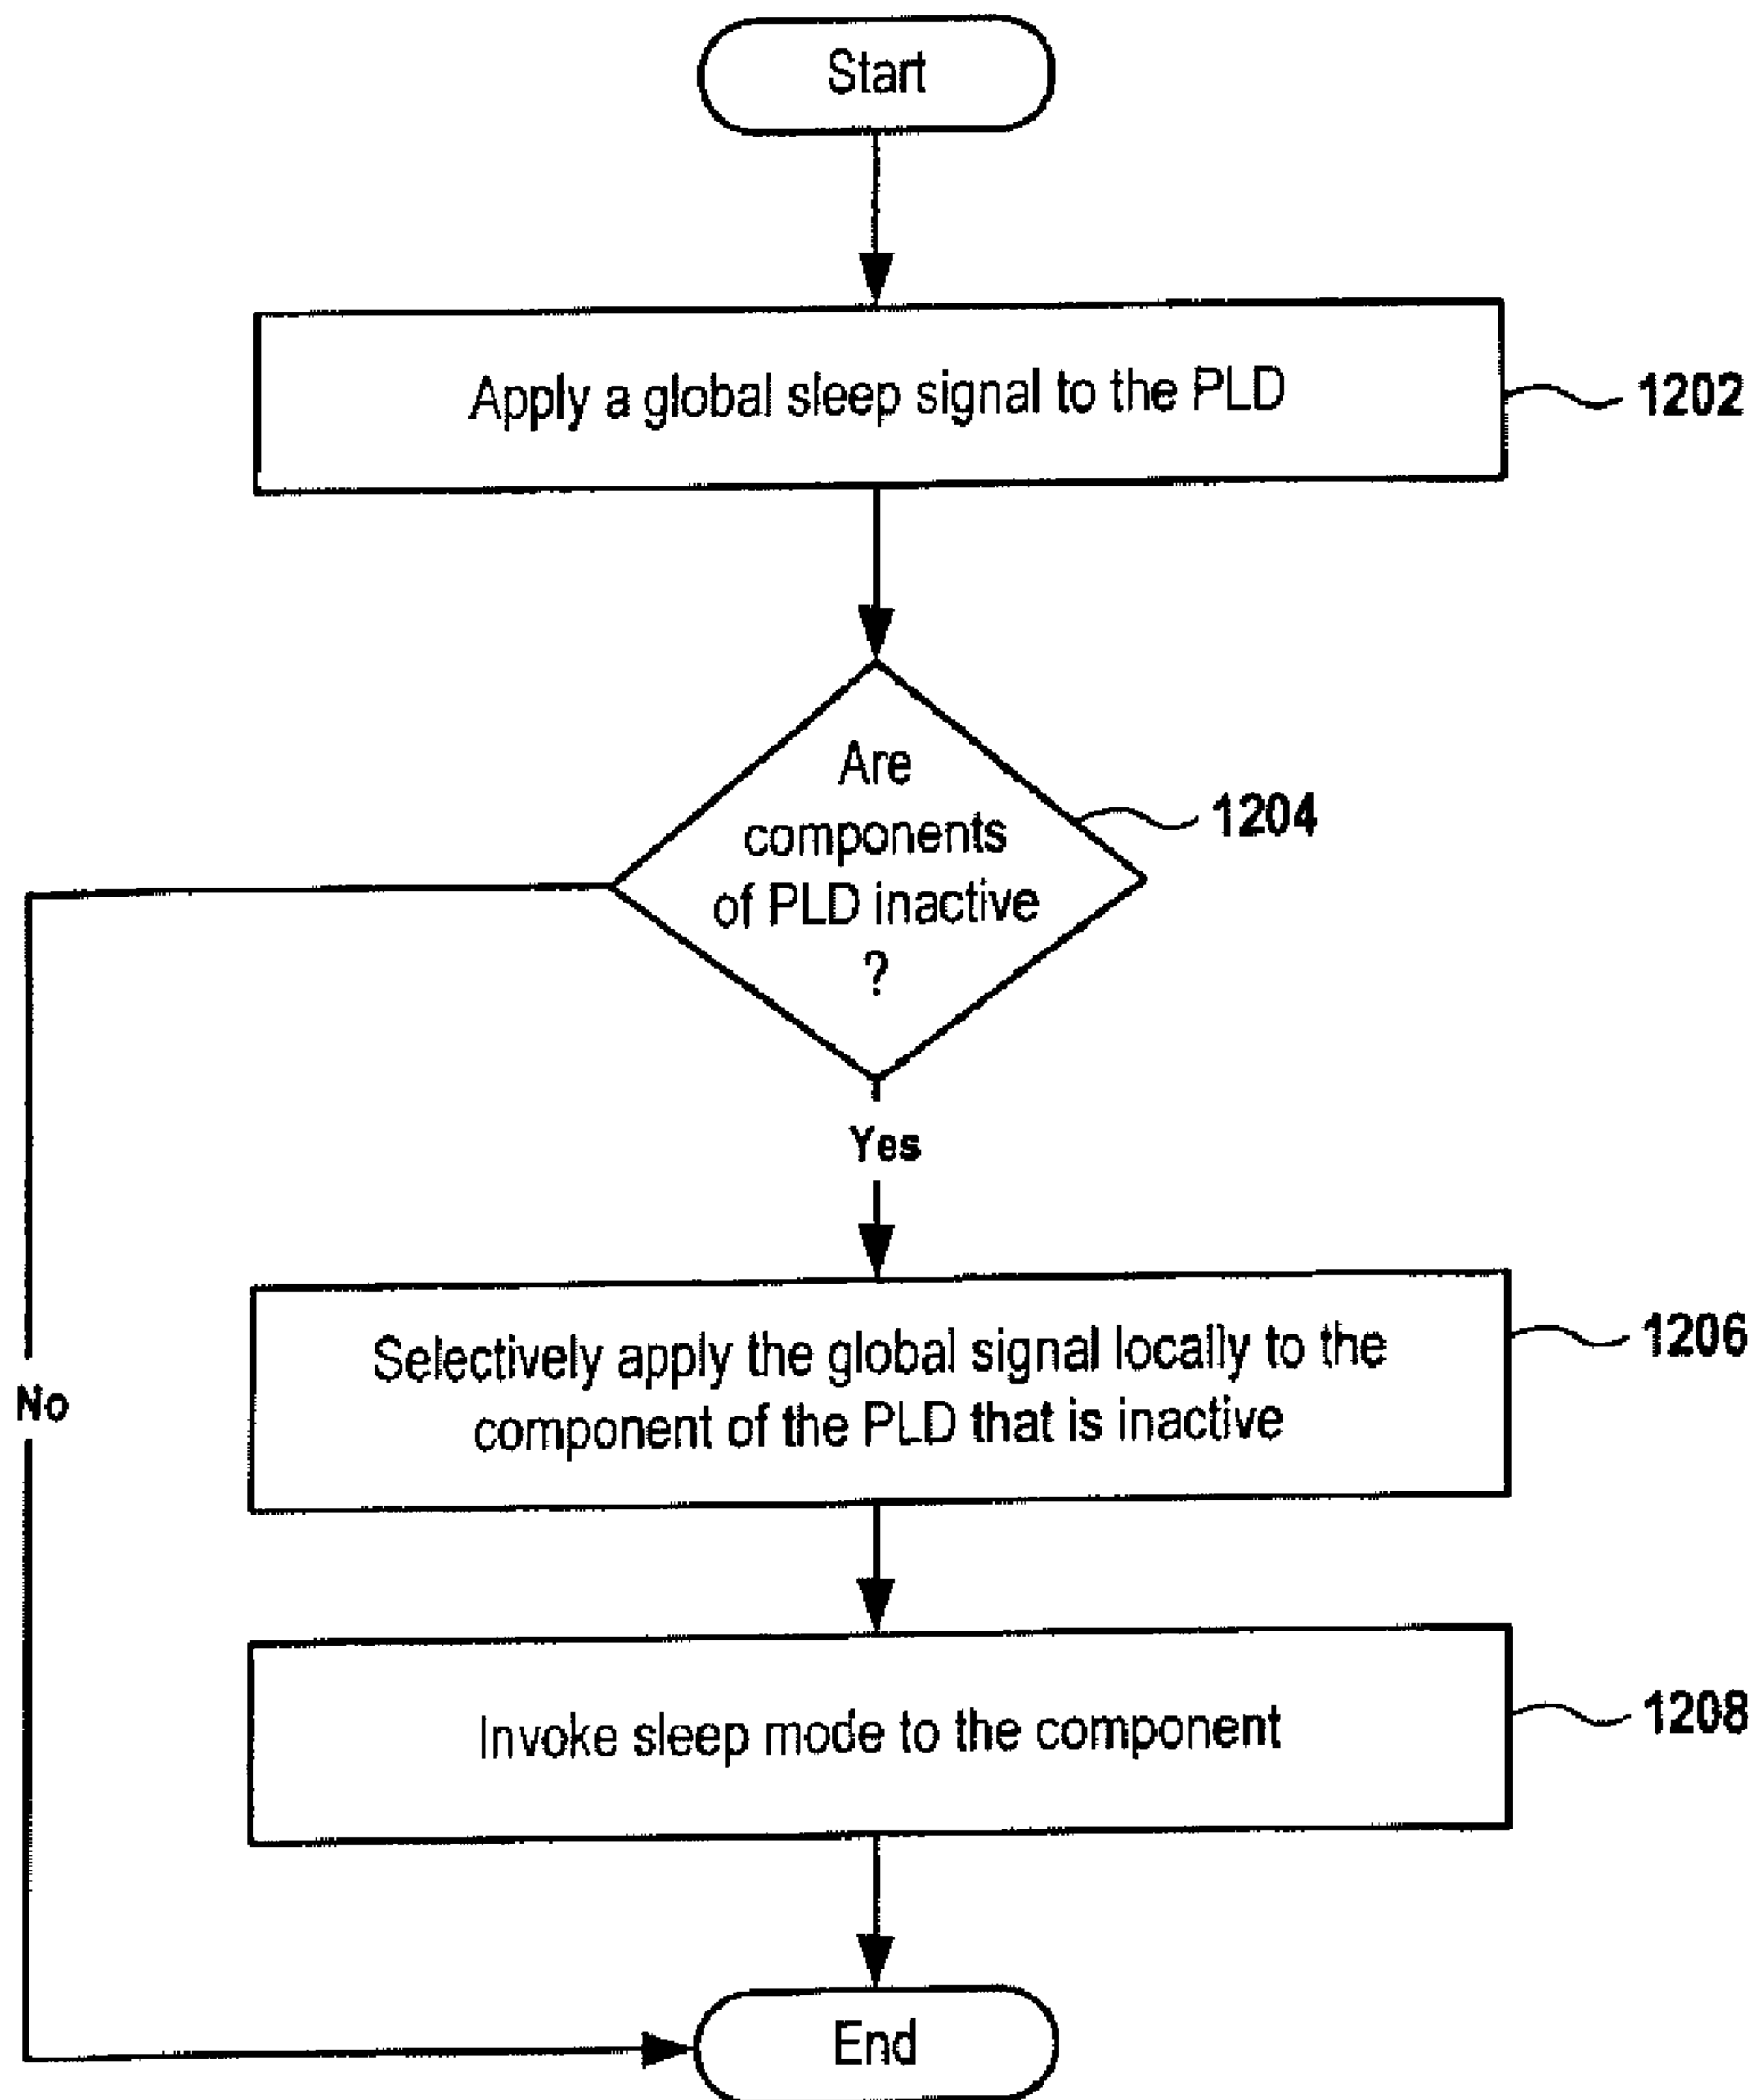 Start
Apply a global sleep signal to the PLD
1202
Are
components
of PLD inactive
?
1204
Yes
No
Selectively apply the global signal locally to the
component of the PLD that is inactive
1206
Invoke sleep mode to the component
1208
End